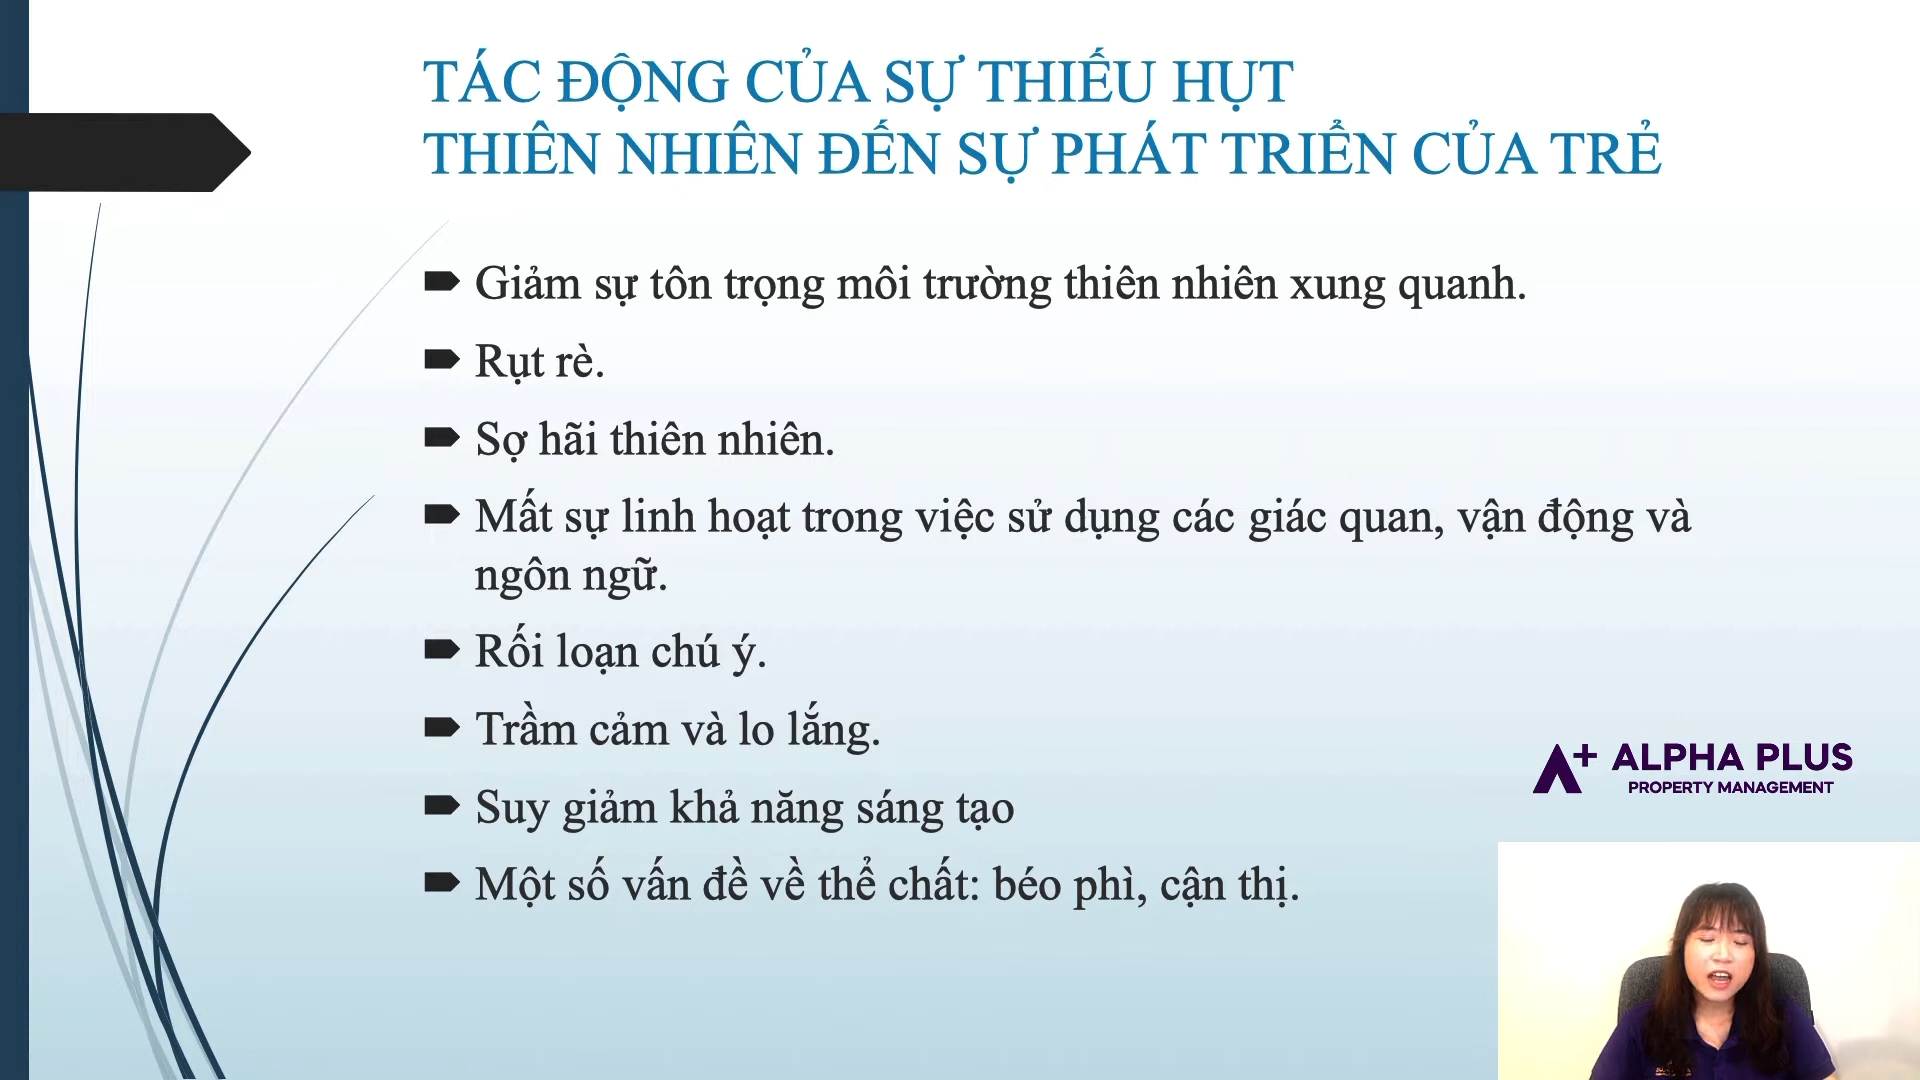 TÁC ĐỘNG CỦA SỰ THIẾU HỤT
THIÊN NHIÊN ĐẾN SỰ PHÁT TRIỂN CỦA TRẺ
Giảm sự tôn trọng môi trường thiên nhiên xung quanh.
Rụt rè.
Sợ hãi thiên nhiên.
Mất sự linh hoạt trong việc sử dụng các giác quan, vận động và
ngôn ngữ.
Rối loạn chú ý.
Trầm cảm và lo lắng.
Suy giảm khả năng sáng tạo
Một số vấn đề về thể chất: béo phì, cận thị.
A+ ALPHA PLUS
PROPERTY MANAGEMENT